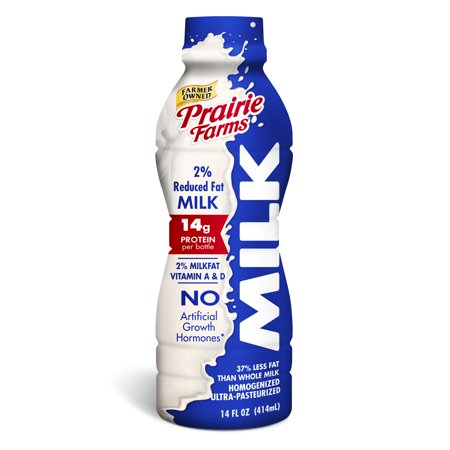 FARMER
OWNED
Prairie
Farms
2%
Reduced Fat
MILK
14g
PROTEIN
per bottle
2% MILKFAT
VITAMIN A & D
NO
Artificial
Growth
Hormones*
MILK
37% LESS FAT
THAN WHOLE MILK
HOMOGENIZED
ULTRA-PASTEURIZED
14 FL OZ (414mL)